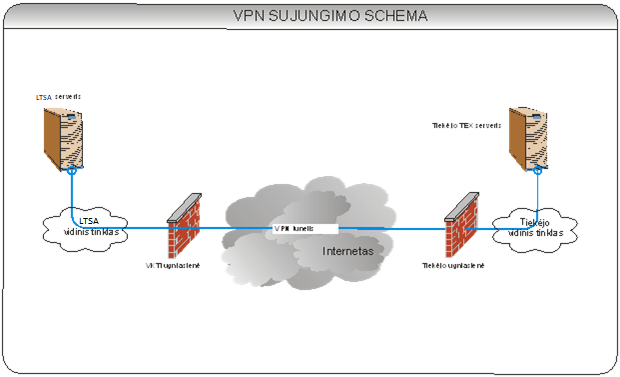 VPN SUJUNGIMO SCHEMA
LTSA serveris
Tiekėjo TEK serveris
LTSA
vidinis tinklas
VPN tunelis
Tiekėjo
vidinis tinklas
Internetas
VKTI ugniasienė
Tiekėjo ugniasienė